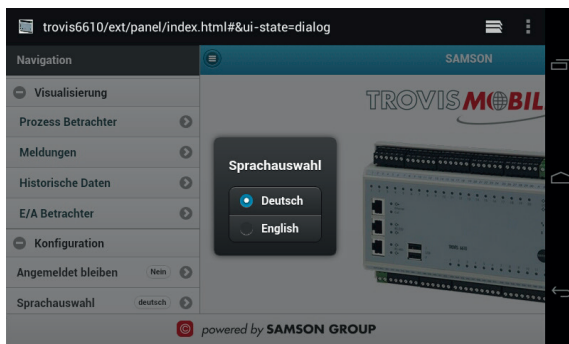 trovis6610/ext/panel/index.html#&ui-state=dialog
Navigation
SAMSON
Visualisierung
Prozess Betrachter
Meldungen
Historische Daten
E/A Betrachter
Konfiguration
Angemeldet bleiben Nein
Sprachauswahl deutsch
TROVIS MOBIL
Sprachauswahl
Deutsch
English
© powered by SAMSON GROUP